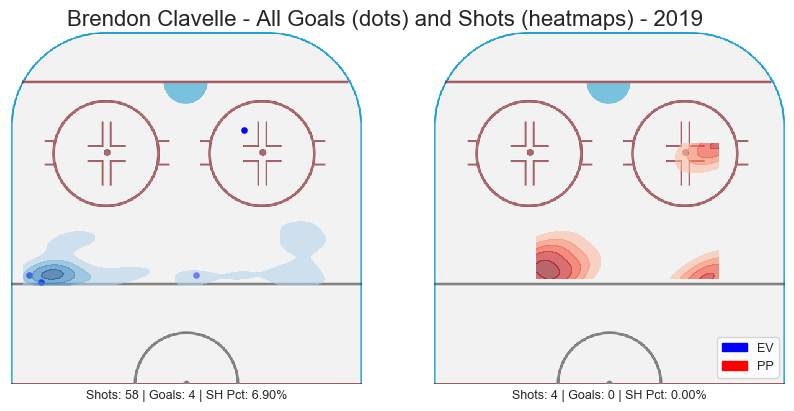 Brendon Clavelle - All Goals (dots) and Shots (heatmaps) - 2019
EV
PP
Shots: 58 | Goals: 4 | SH Pct: 6.90%
Shots: 4 | Goals: 0 | SH Pct: 0.00%